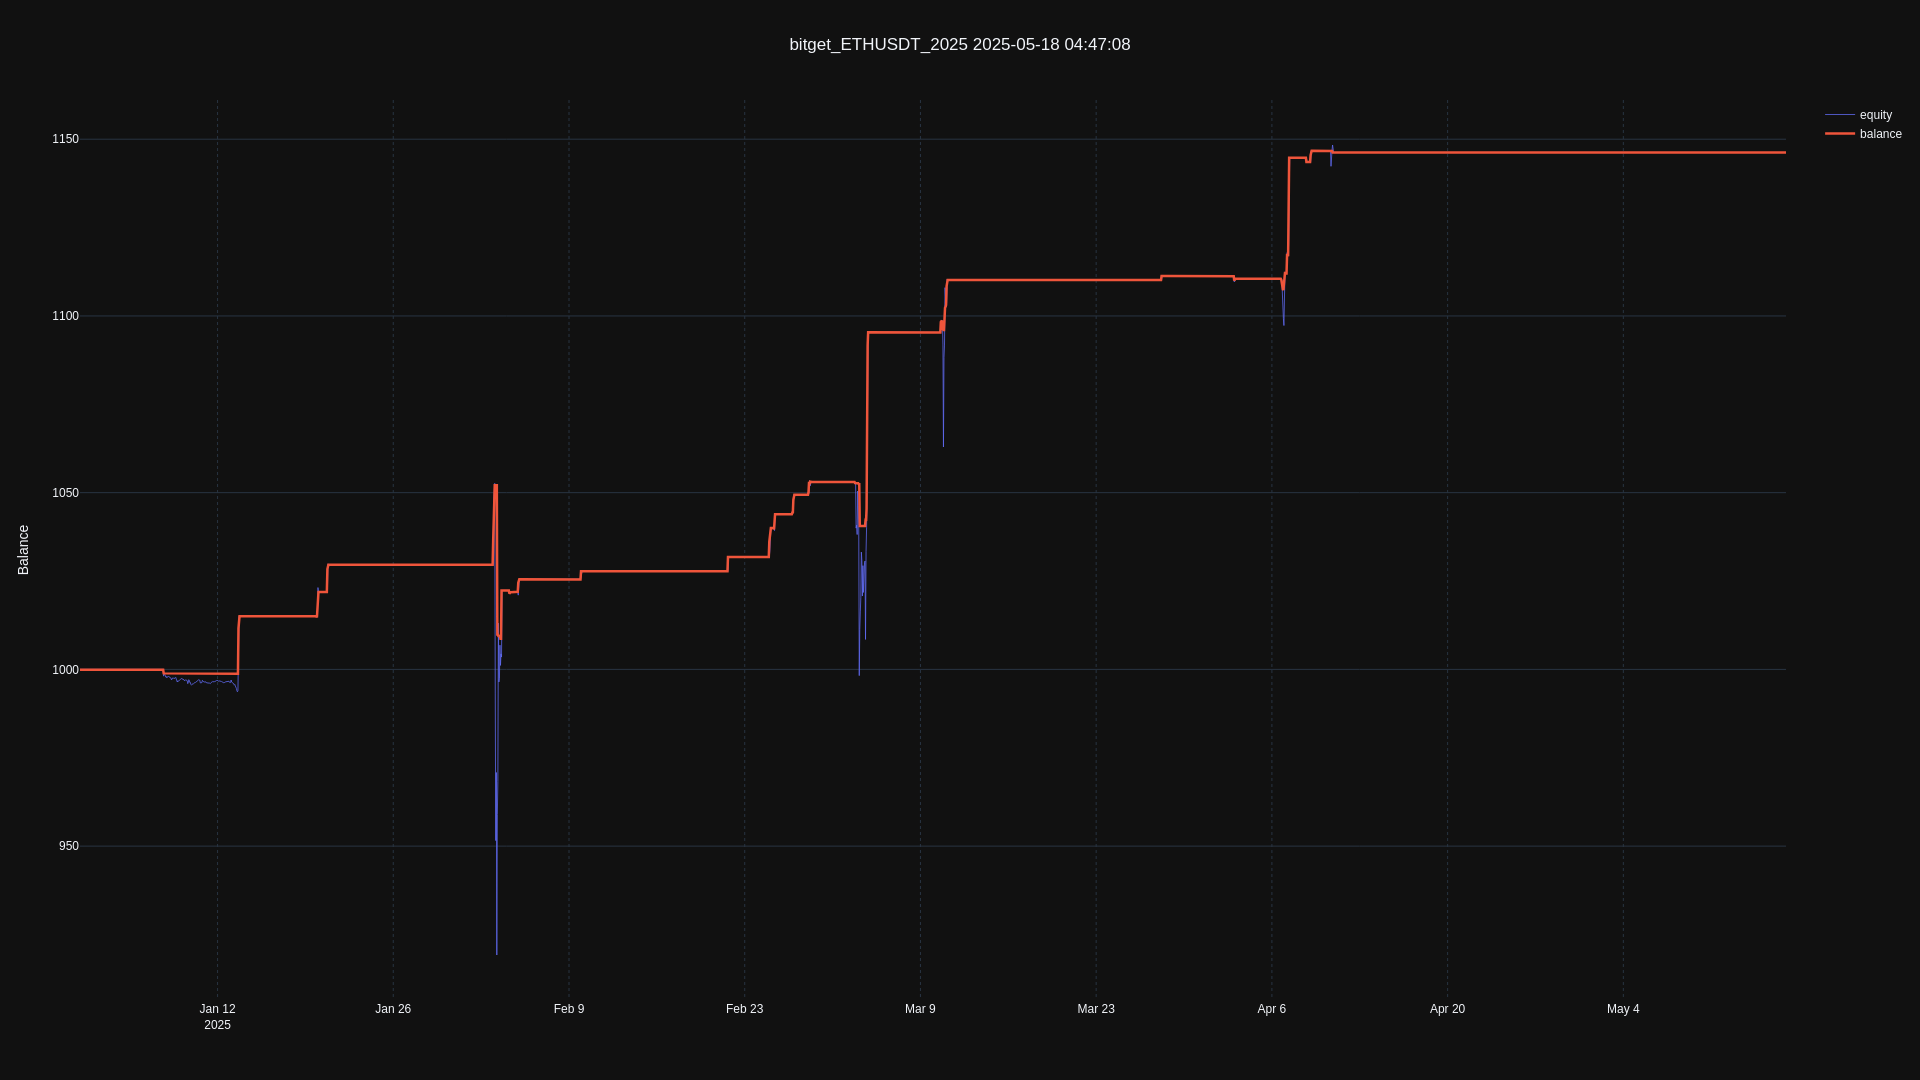 bitget_ETHUSDT_2025 2025-05-18 04:47:08
equity
balance
1150
1100
1050
1000
950
Balance
Jan 12
2025
Jan 26
Feb 9
Feb 23
Mar 9
Mar 23
Apr 6
Apr 20
May 4